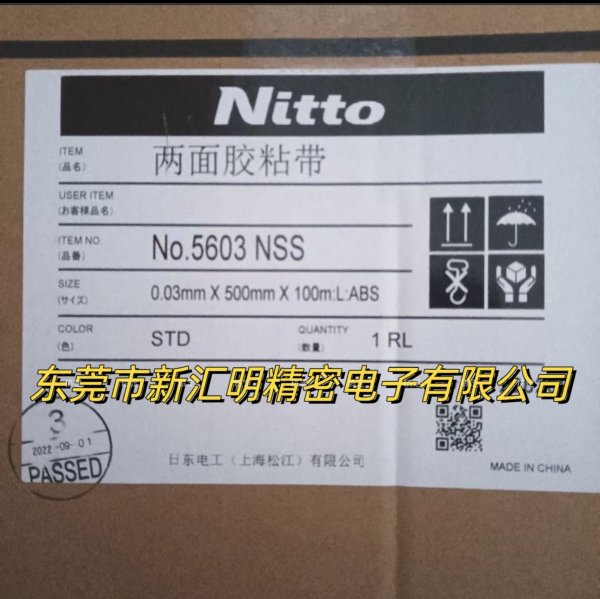 Nitto
ITEM
(品名)
两面胶粘带
USER ITEM
(お客様品名)
ITEM NO
(品番)
No.5603 NSS
SIZE
(サイズ)
0.03mm X 500mm X 100m:L:ABS
COLOR
(色)
STD
QUANTITY
(数量)
1 RL
东莞市新汇明精密电子有限公司
3
2022 -09- 01
PASSED
日东电工（上海松江）有限公司
MADE IN CHINA